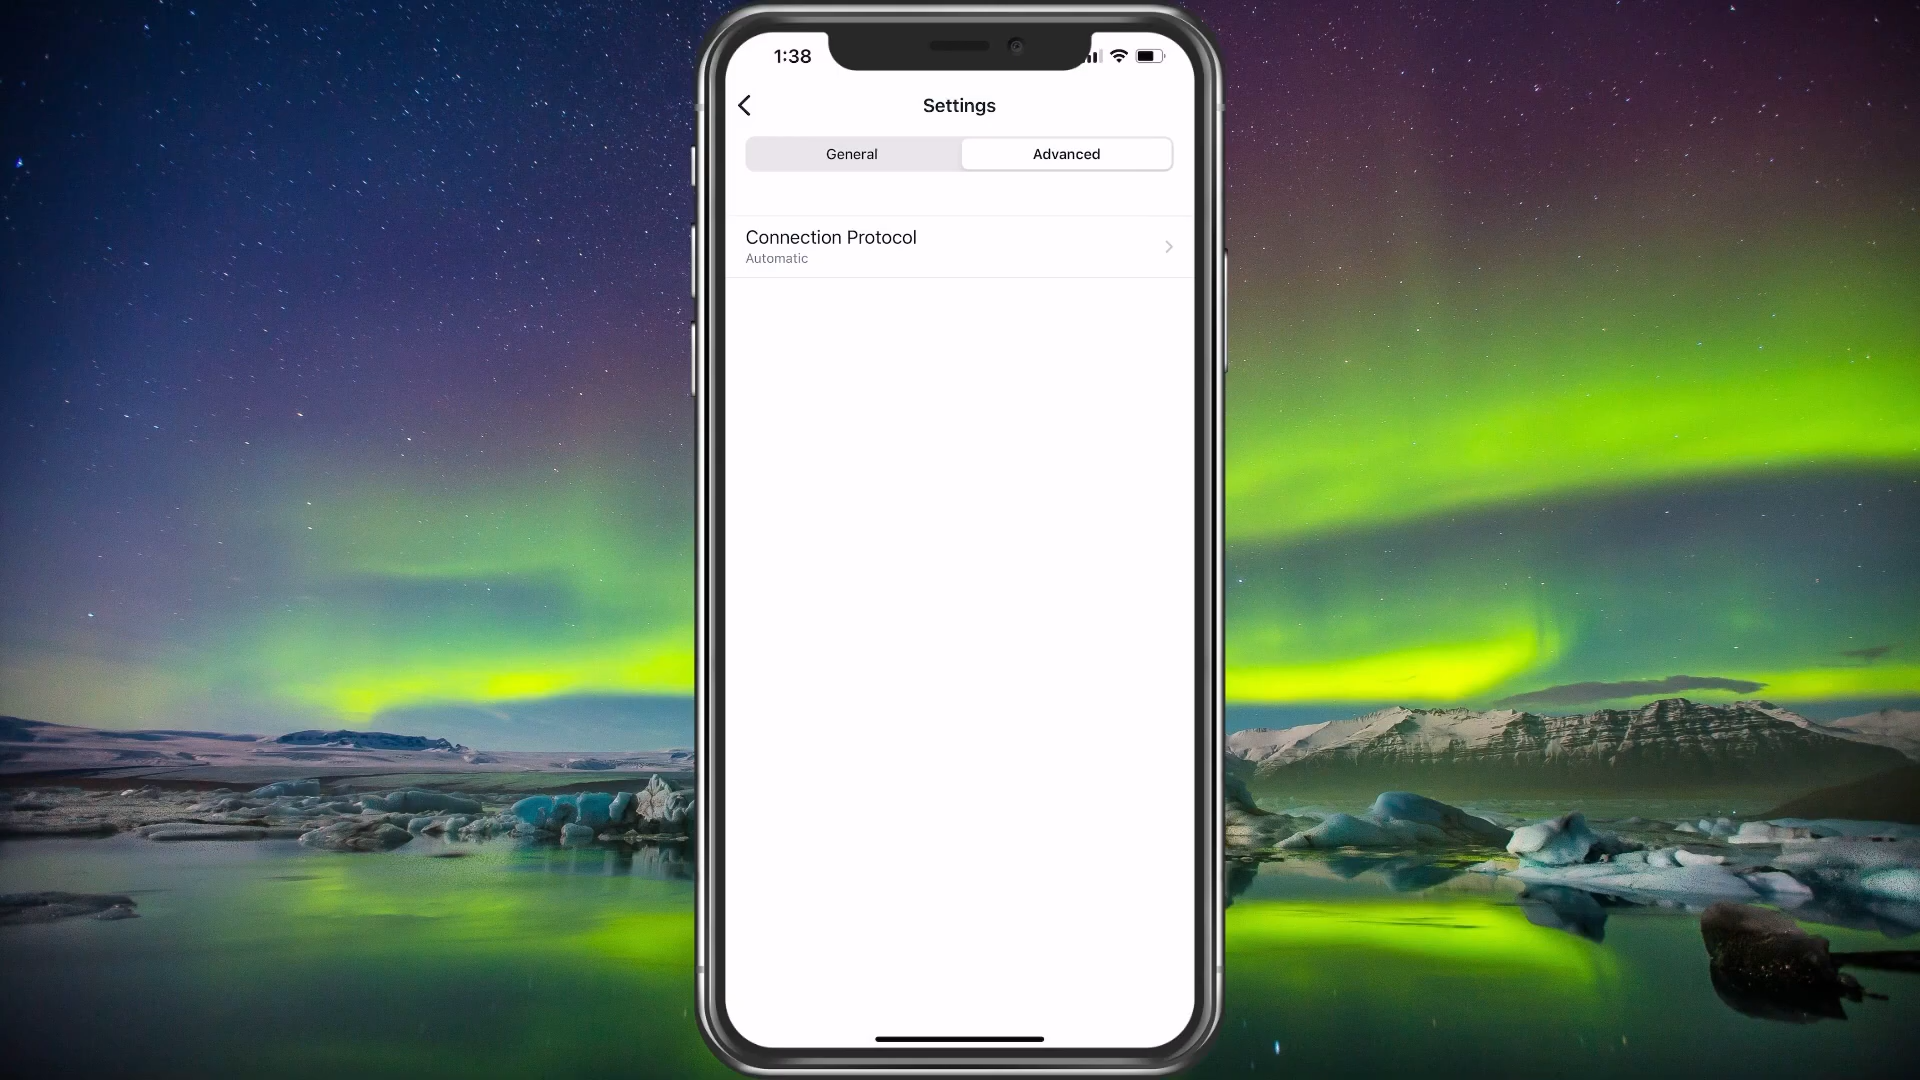 1:38
Settings
General
Advanced
Connection Protocol
Automatic